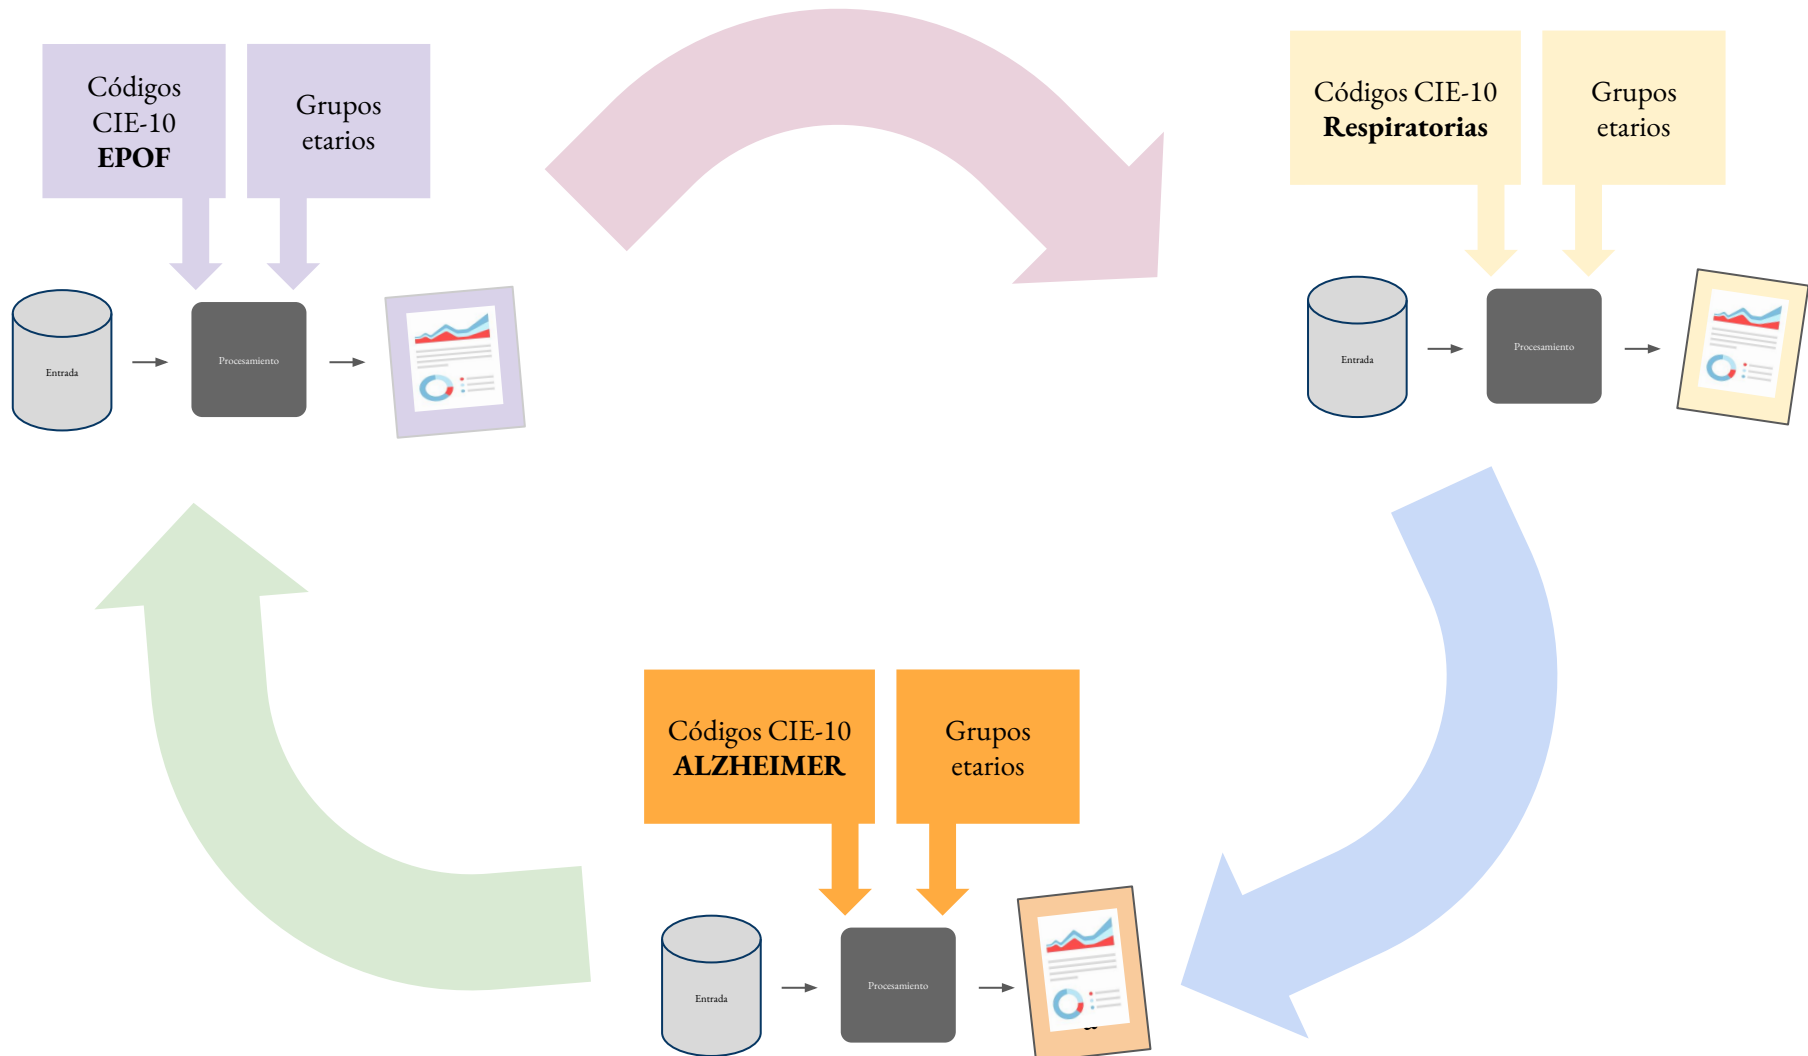 Códigos
CIE-10
EPOF
Grupos
etarios
Entrada
Procesamiento
Códigos CIE-10
Respiratorias
Grupos
etarios
Entrada
Procesamiento
Códigos CIE-10
ALZHEIMER
Grupos
etarios
Entrada
Procesamiento